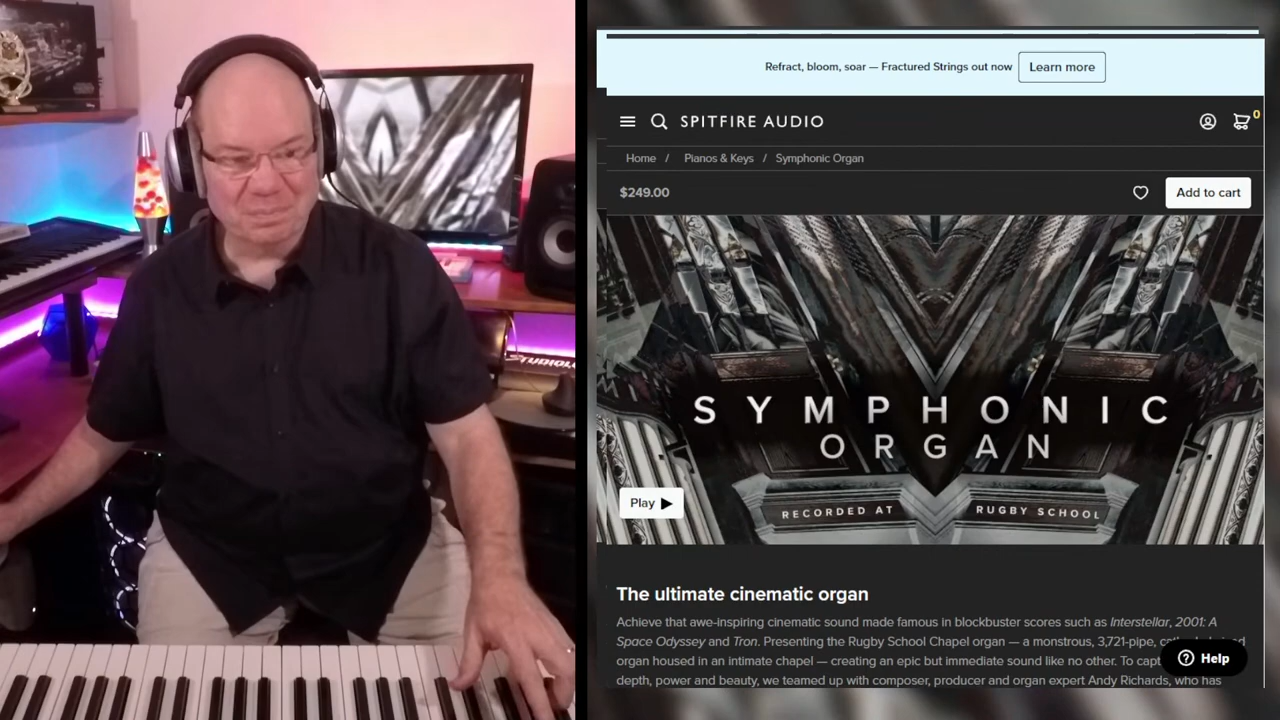 Refract, bloom, soar — Fractured Strings out now Learn more
SPITFIRE AUDIO
0
Home / Pianos & Keys / Symphonic Organ
$249.00
Add to cart
SYMPHONIC
ORGAN
Play
RECORDED AT RUGBY SCHOOL
The ultimate cinematic organ
Achieve that awe-inspiring cinematic sound made famous in blockbuster scores such as Interstellar, 2001: A
Space Odyssey and Tron. Presenting the Rugby School Chapel organ — a monstrous, 3,721-pipe,
organ housed in an intimate chapel — creating an epic but immediate sound like no other. To
depth, power and beauty, we teamed up with composer, producer and organ expert Andy Richards, who has
Help